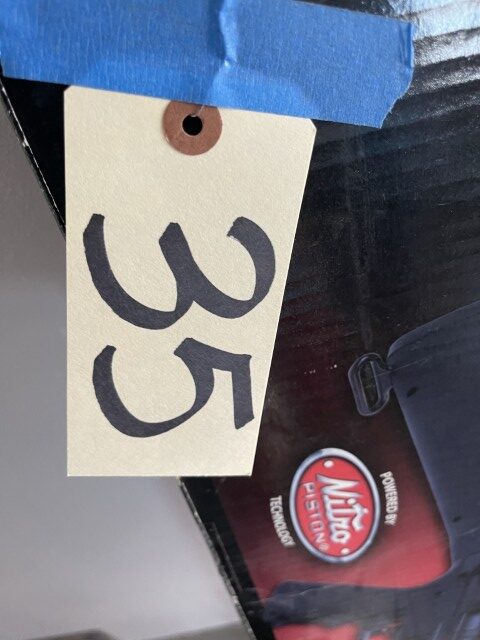 35
POWERED BY
Nitro
PISTON®
TECHNOLOGY